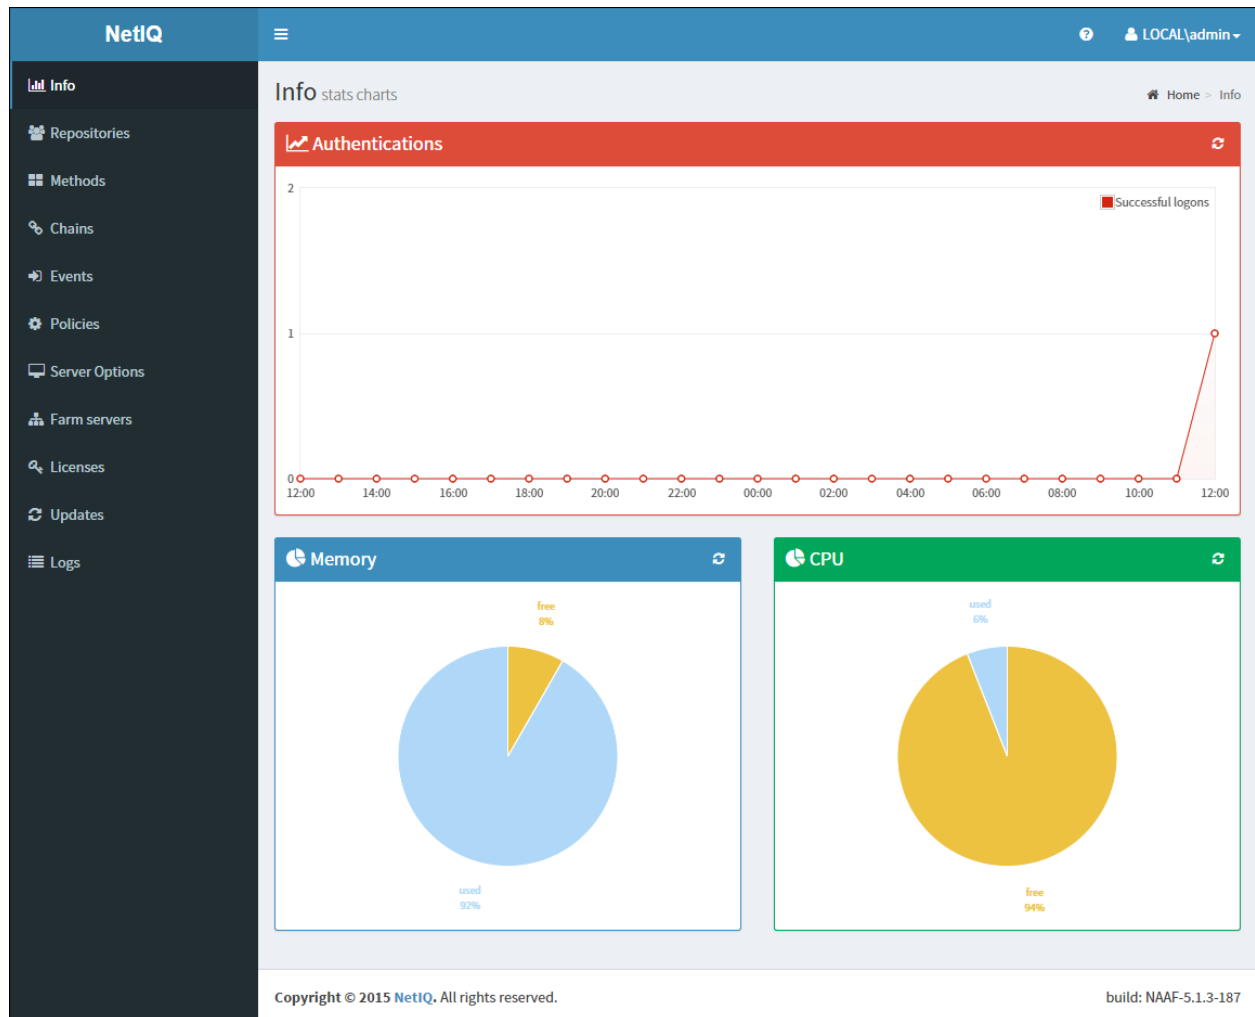 NetIQ
LOCAL\admin
Info
Repositories
Methods
Chains
Events
Policies
Server Options
Farm servers
Licenses
Updates
Logs
Info stats charts
Home > Info
Authentications
2
1
0
Successful logons
12:00 14:00 16:00 18:00 20:00 22:00 00:00 02:00 04:00 06:00 08:00 10:00 12:00
Memory
free
8%
used
92%
CPU
used
6%
free
94%
Copyright © 2015 NetIQ. All rights reserved.
build: NAAF-5.1.3-187